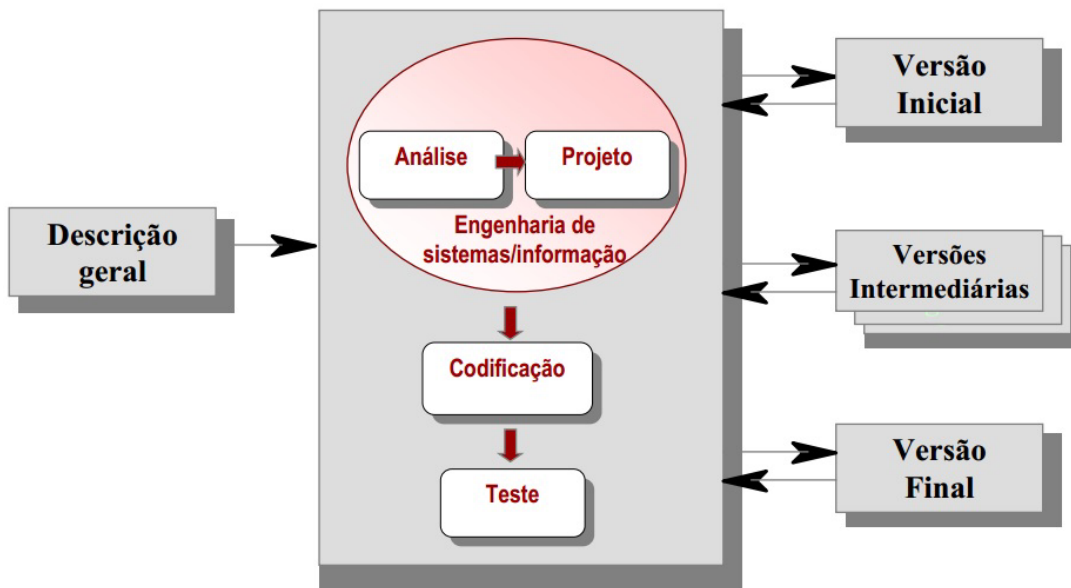 Descrição
geral
Análise
Projeto
Engenharia de
sistemas/informação
Codificação
Teste
Versão
Inicial
Versões
Intermediárias
Versão
Final